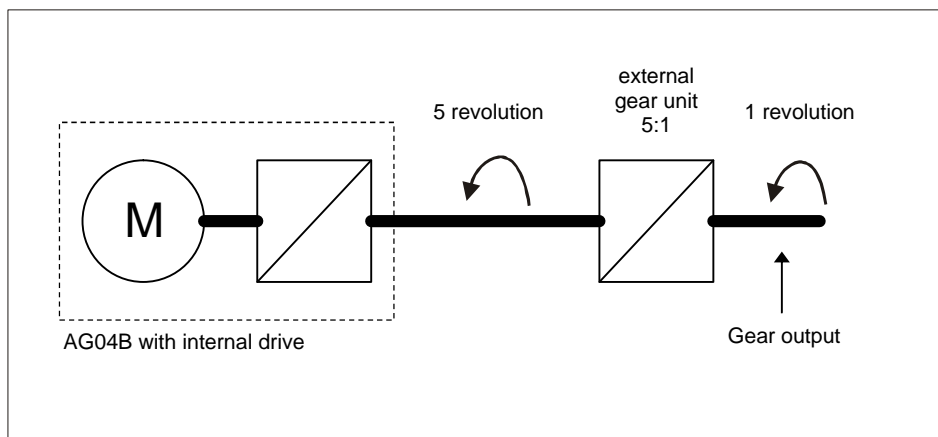 external
gear unit
5:1
5 revolution
1 revolution
M
AG04B with internal drive
Gear output